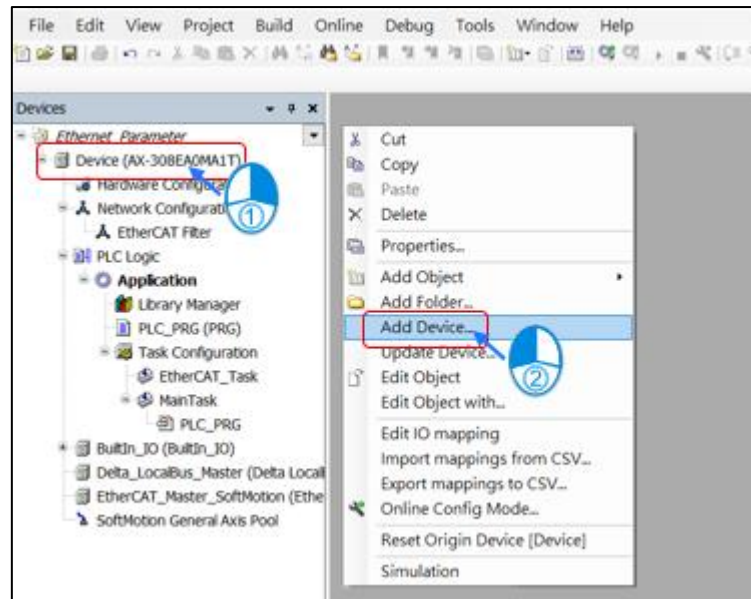 File Edit View Project Build Online Debug Tools Window Help
Devices
Ethernet_Parameter
Device (AX-308EA0MA1T)
Hardware Configurati
Network Configurati
EtherCAT Filter
PLC Logic
Application
Library Manager
PLC_PRG (PRG)
Task Configuration
EtherCAT_Task
MainTask
PLC_PRG
BuiltIn_IO (BuiltIn_IO)
Delta_LocalBus_Master (Delta Local
EtherCAT_Master_SoftMotion (Ethe
SoftMotion General Axis Pool
①
Cut
Copy
Paste
Delete
Properties...
Add Object
Add Folder...
Add Device...
Update Device...
Edit Object
Edit Object with...
Edit IO mapping
Import mappings from CSV...
Export mappings to CSV...
Online Config Mode...
Reset Origin Device [Device]
Simulation
②